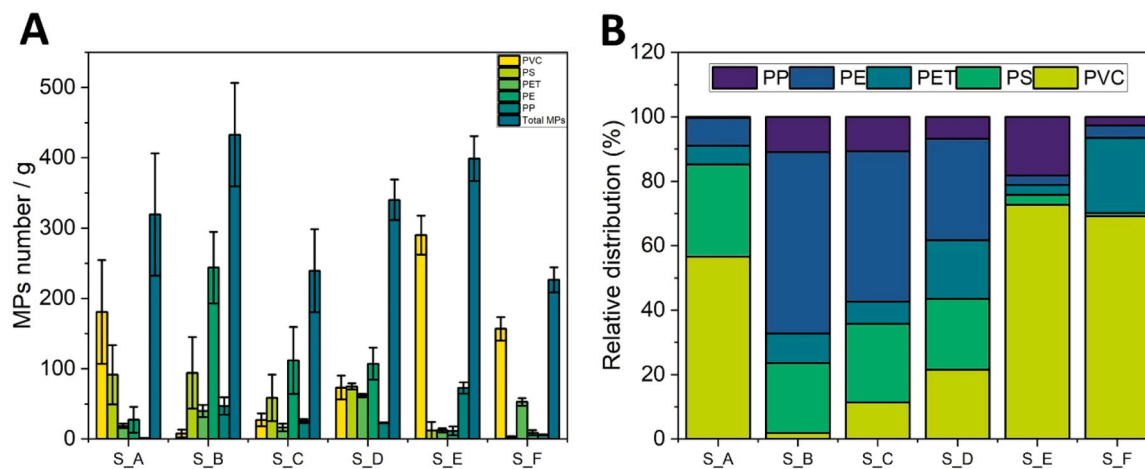 A
MPs number / g
500
400
300
200
100
0
PVC
PS
PET
PE
PP
Total MPs
S_A S_B S_C S_D S_E S_F
B
Relative distribution (%)
120
100
80
60
40
20
0
PP PE PET PS PVC
S_A S_B S_C S_D S_E S_F